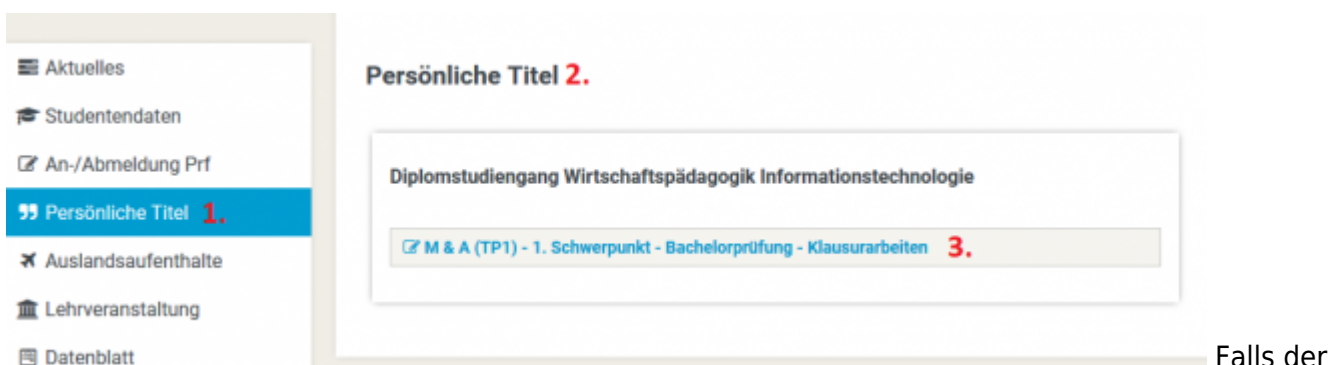 Aktuelles
Studentendaten
An-/Abmeldung Prf
Persönliche Titel 1.
Auslandsaufenthalte
Lehrveranstaltung
Datenblatt
Persönliche Titel 2.
Diplomstudiengang Wirtschaftspädagogik Informationstechnologie
M & A (TP1) - 1. Schwerpunkt - Bachelorprüfung - Klausurarbeiten 3.
Falls der